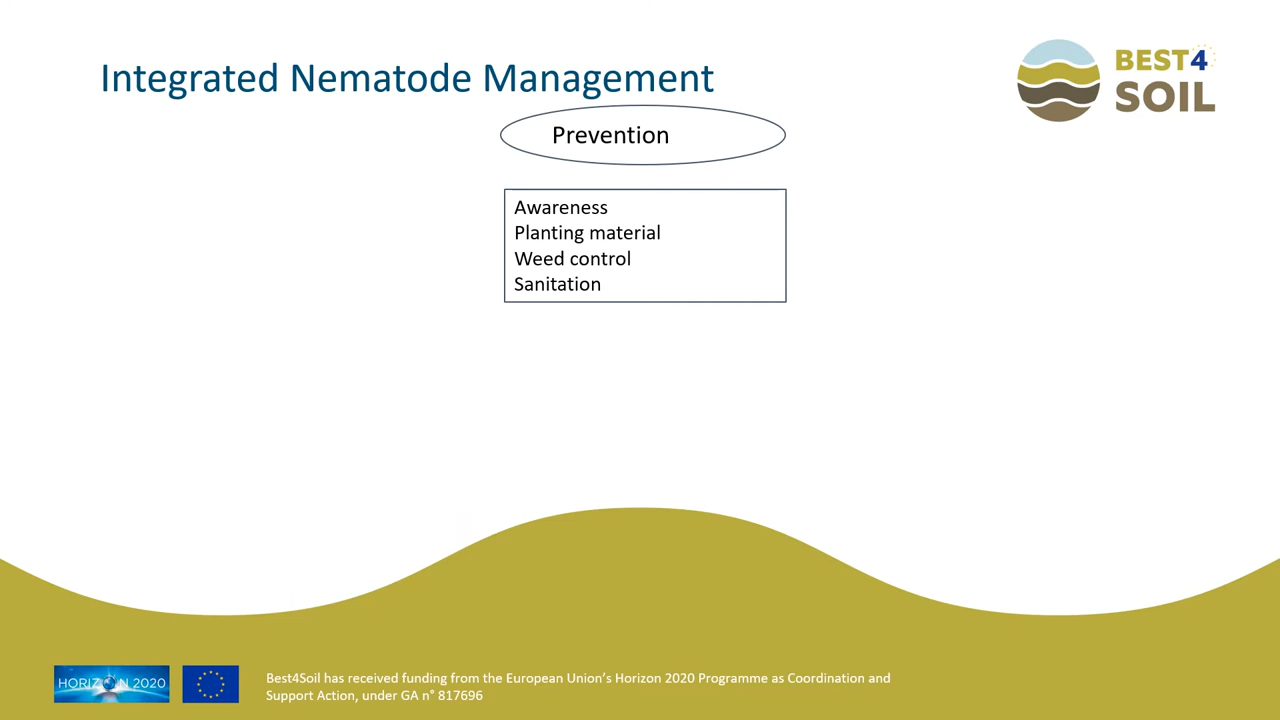 Integrated Nematode Management
BEST4
SOIL
Prevention
Awareness
Planting material
Weed control
Sanitation
HORIZON 2020
Best4Soil has received funding from the European Union's Horizon 2020 Programme as Coordination and
Support Action, under GA n° 817696